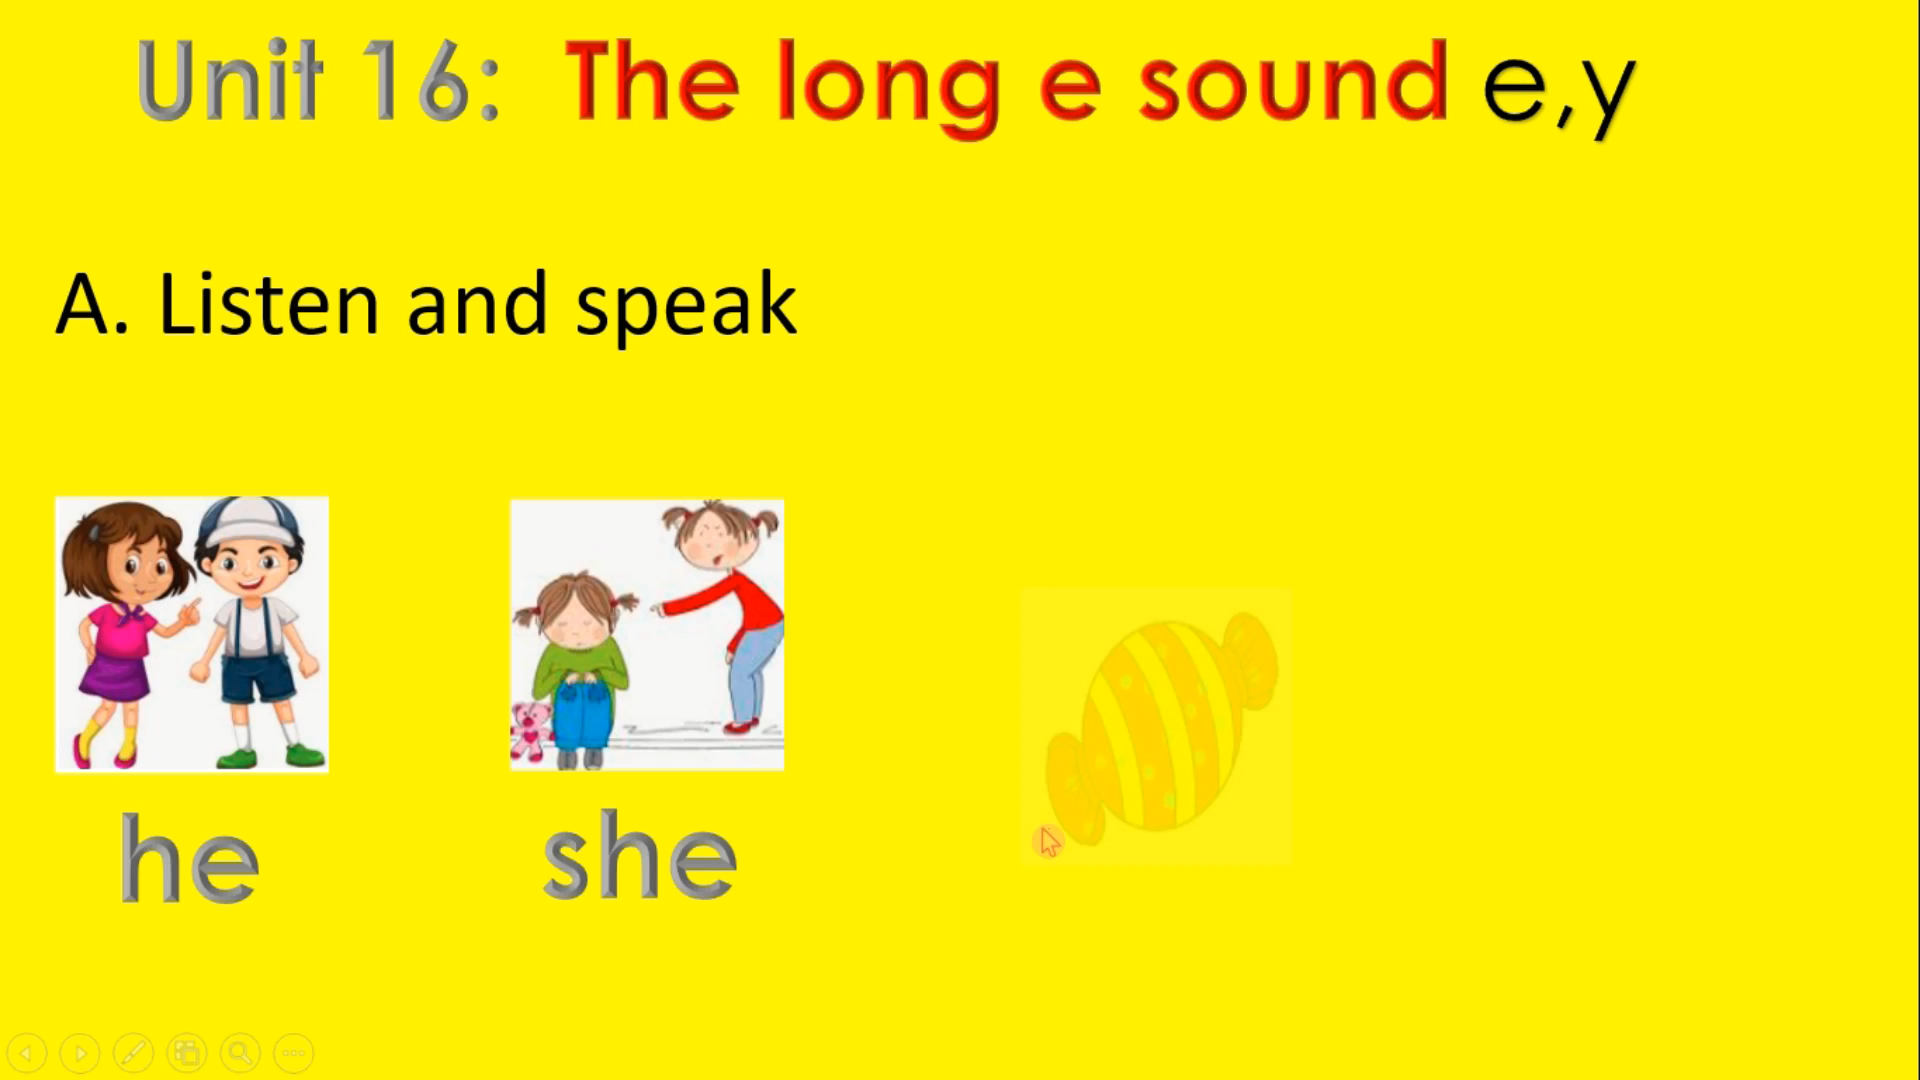 Unit 16: The long e sound e,y
A. Listen and speak
he
she